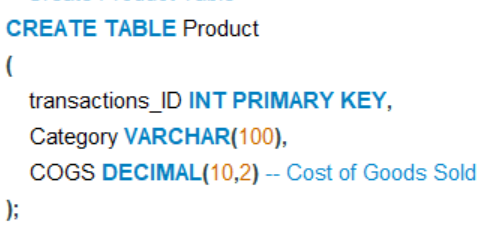 CREATE TABLE Product
(
transactions_ID INT PRIMARY KEY,
Category VARCHAR(100),
COGS DECIMAL(10,2) -- Cost of Goods Sold
);